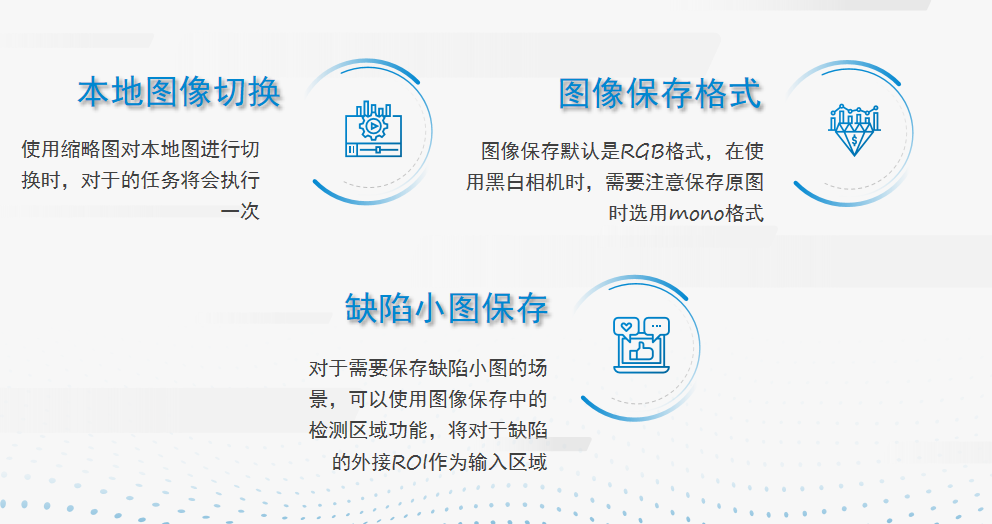 本地图像切换
使用缩略图对本地图进行切
换时，对于的任务将会执行
一次
图像保存格式
图像保存默认是RGB格式，在使
用黑白相机时，需要注意保存原图
时选用mono格式
缺陷小图保存
对于需要保存缺陷小图的场
景，可以使用图像保存中的
检测区域功能，将对于缺陷
的外接ROI作为输入区域